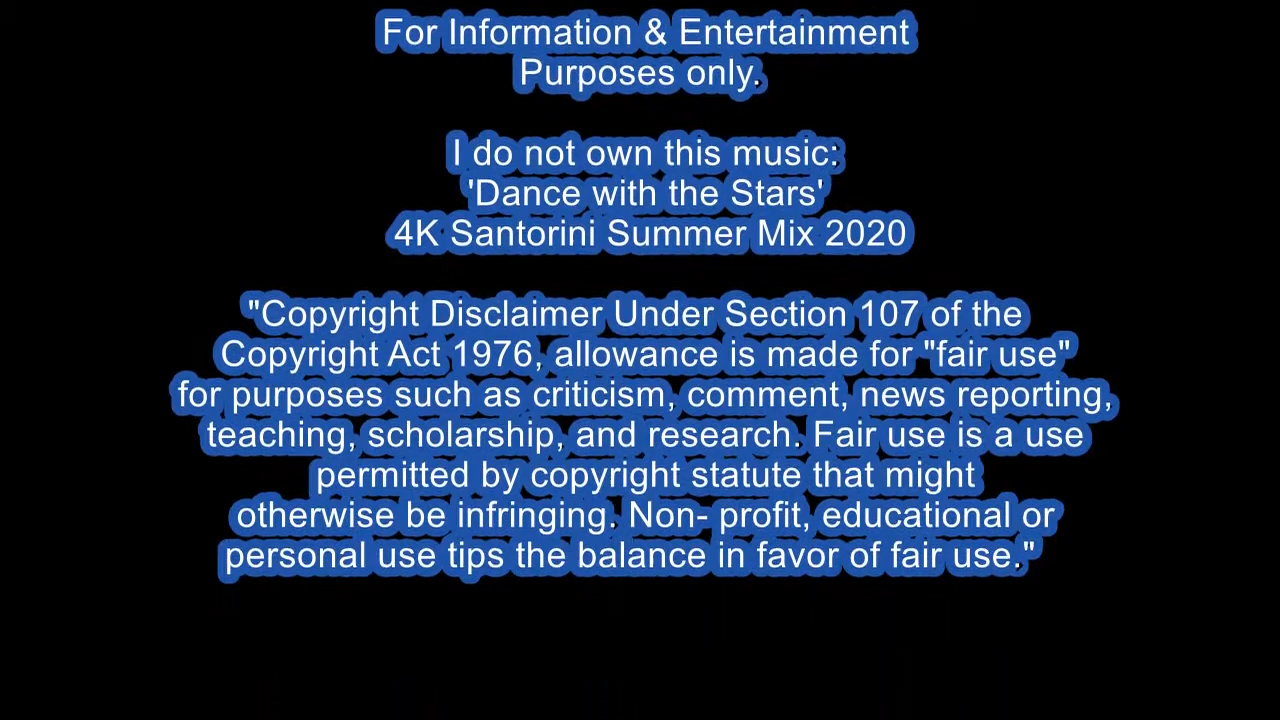 For Information & Entertainment
Purposes only.
I do not own this music:
'Dance with the Stars'
4K Santorini Summer Mix 2020
"Copyright Disclaimer Under Section 107 of the
Copyright Act 1976, allowance is made for "fair use"
for purposes such as criticism, comment, news reporting,
teaching, scholarship, and research. Fair use is a use
permitted by copyright statute that might
otherwise be infringing. Non- profit, educational or
personal use tips the balance in favor of fair use."